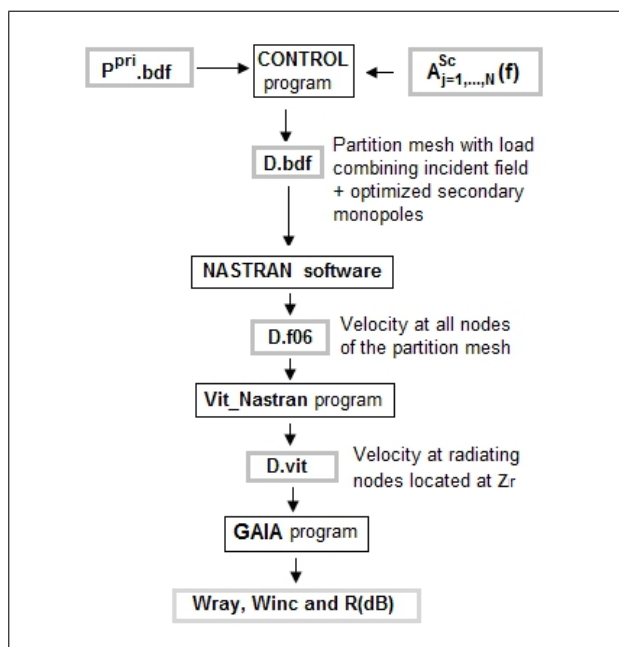 P^pri.bdf
CONTROL
program
A^Sc_j=1,...,N(f)
D.bdf
Partition mesh with load
combining incident field
+ optimized secondary
monopoles
NASTRAN software
D.f06
Velocity at all nodes
of the partition mesh
Vit_Nastran program
D.vit
Velocity at radiating
nodes located at Zr
GAIA program
Wray, Winc and R(dB)